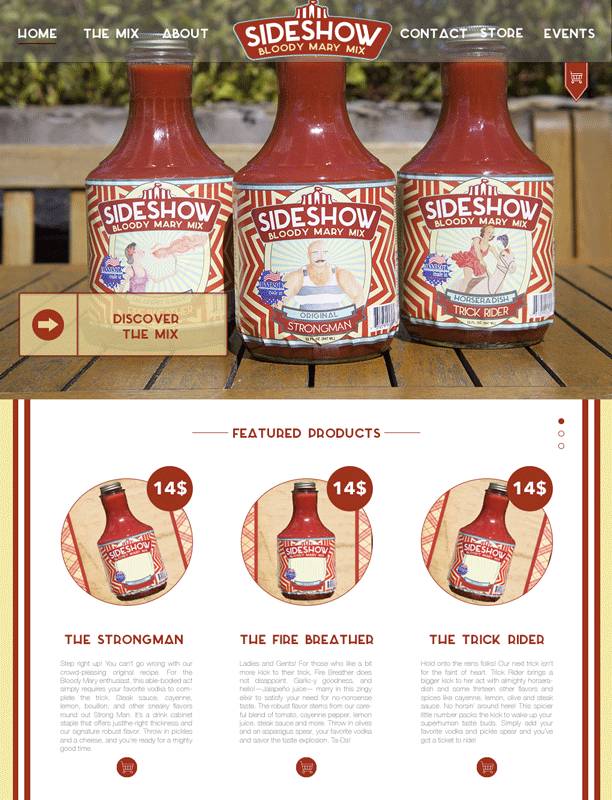 HOME THE MIX ABOUT SIDESHOW CONTACT STORE EVENTS
BLOODY MARY MIX
SIDESHOW
BLOODY MARY MIX
SIDESHOW
BLOODY MARY MIX
ORIGINAL
STRONGMAN
SIDESHOW
BLOODY MARY MIX
HORSERADISH
TRICK RIDER
DISCOVER
THE MIX
FEATURED PRODUCTS
14$ 14$ 14$
SIDESHOW SIDESHOW SIDESHOW
BLOODY MARY MIX BLOODY MARY MIX BLOODY MARY MIX
THE STRONGMAN
Step right up! You can't go wrong with our
crowd-pleasing original recipe. For the
Bloody Mary enthusiast, this able-bodied act
simply requires your favorite vodka to com-
plete the trick. Steak sauce, cayenne,
lemon, bouillon, and other sneaky flavors
round out Strong Man. It's a drink cabinet
staple that offers justthe-right thickness and
our signature robust flavor. Throw in pickles
and a cheese, and you're ready for a mighty
good time.
THE FIRE BREATHER
Ladies and Gents! For those who like a bit
more kick to their trick, Fire Breather does
not disappoint. Garlic-y goodness, and
hello!—Jalapeño juice— marry in this zingy
elixir to satisfy your need for no-nonsense
taste. The robust flavor stems from our care-
ful blend of tomato, cayenne pepper, lemon
juice, steak sauce and more. Throw in olives
and an asparagus spear, your favorite vodka
and savor the taste explosion. Ta-Da!
THE TRICK RIDER
Hold onto the reins folks! Our next trick isn't
for the faint of heart. Trick Rider brings a
bigger kick to her act with almighty horsera-
dish and some thirteen other flavors and
spices like cayenne, lemon, olive and steak
sauce. No horsin' around here! This spicier
little number packs the kick to wake up your
superhuman taste buds. Simply add your
favorite vodka and pickle spear and you've
got a ticket to ride!